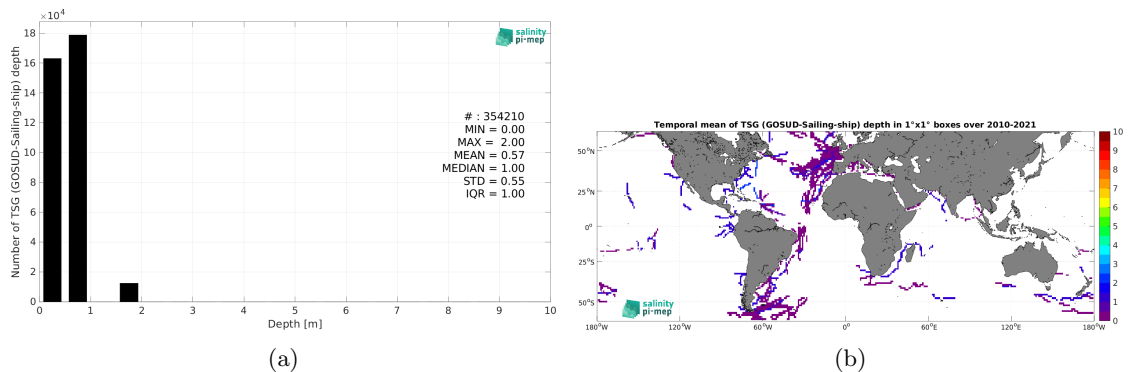 ×10⁴
18
16
14
12
10
8
6
4
2
0
0 1 2 3 4 5 6 7 8 9 10
Number of TSG (GOSUD-Sailing-ship) depth
Depth [m]
salinity
pi-mep
# : 354210
MIN = 0.00
MAX = 2.00
MEAN = 0.57
MEDIAN = 1.00
STD = 0.55
IQR = 1.00
(a)
Temporal mean of TSG (GOSUD-Sailing-ship) depth in 1°x1° boxes over 2010-2021
50°N
25°N
0°
25°S
50°S
180°W 120°W 60°W 0° 60°E 120°E 180°E
salinity
pi-mep
10
9
8
7
6
5
4
3
2
1
0
(b)